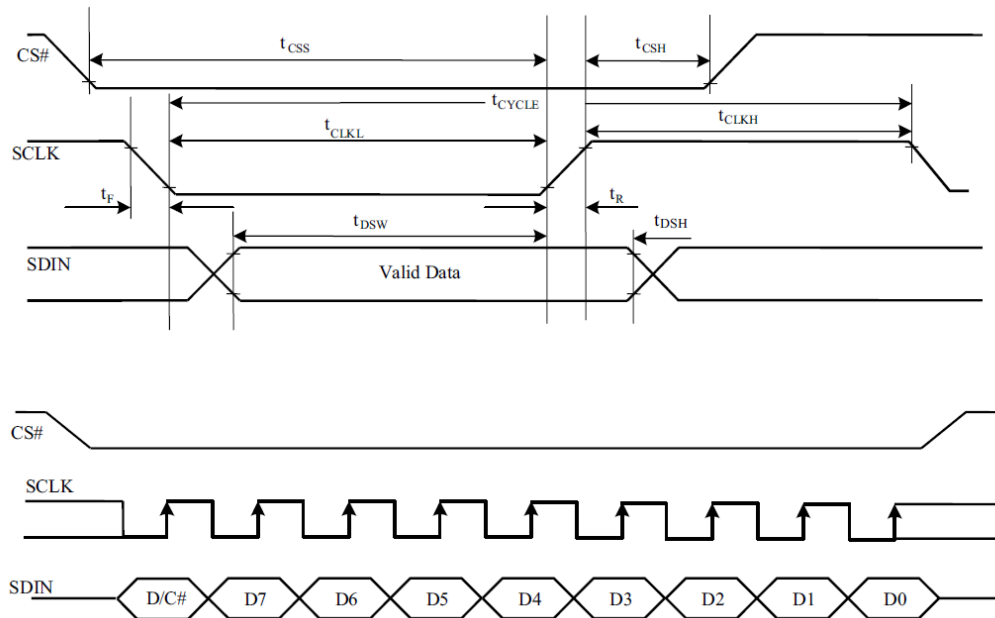 CS#
tCSS
tCSH
tCYCLE
tCLKL
tCLKH
SCLK
tF
tR
tDSW
tDSH
SDIN
Valid Data
CS#
SCLK
SDIN
D/C# D7 D6 D5 D4 D3 D2 D1 D0